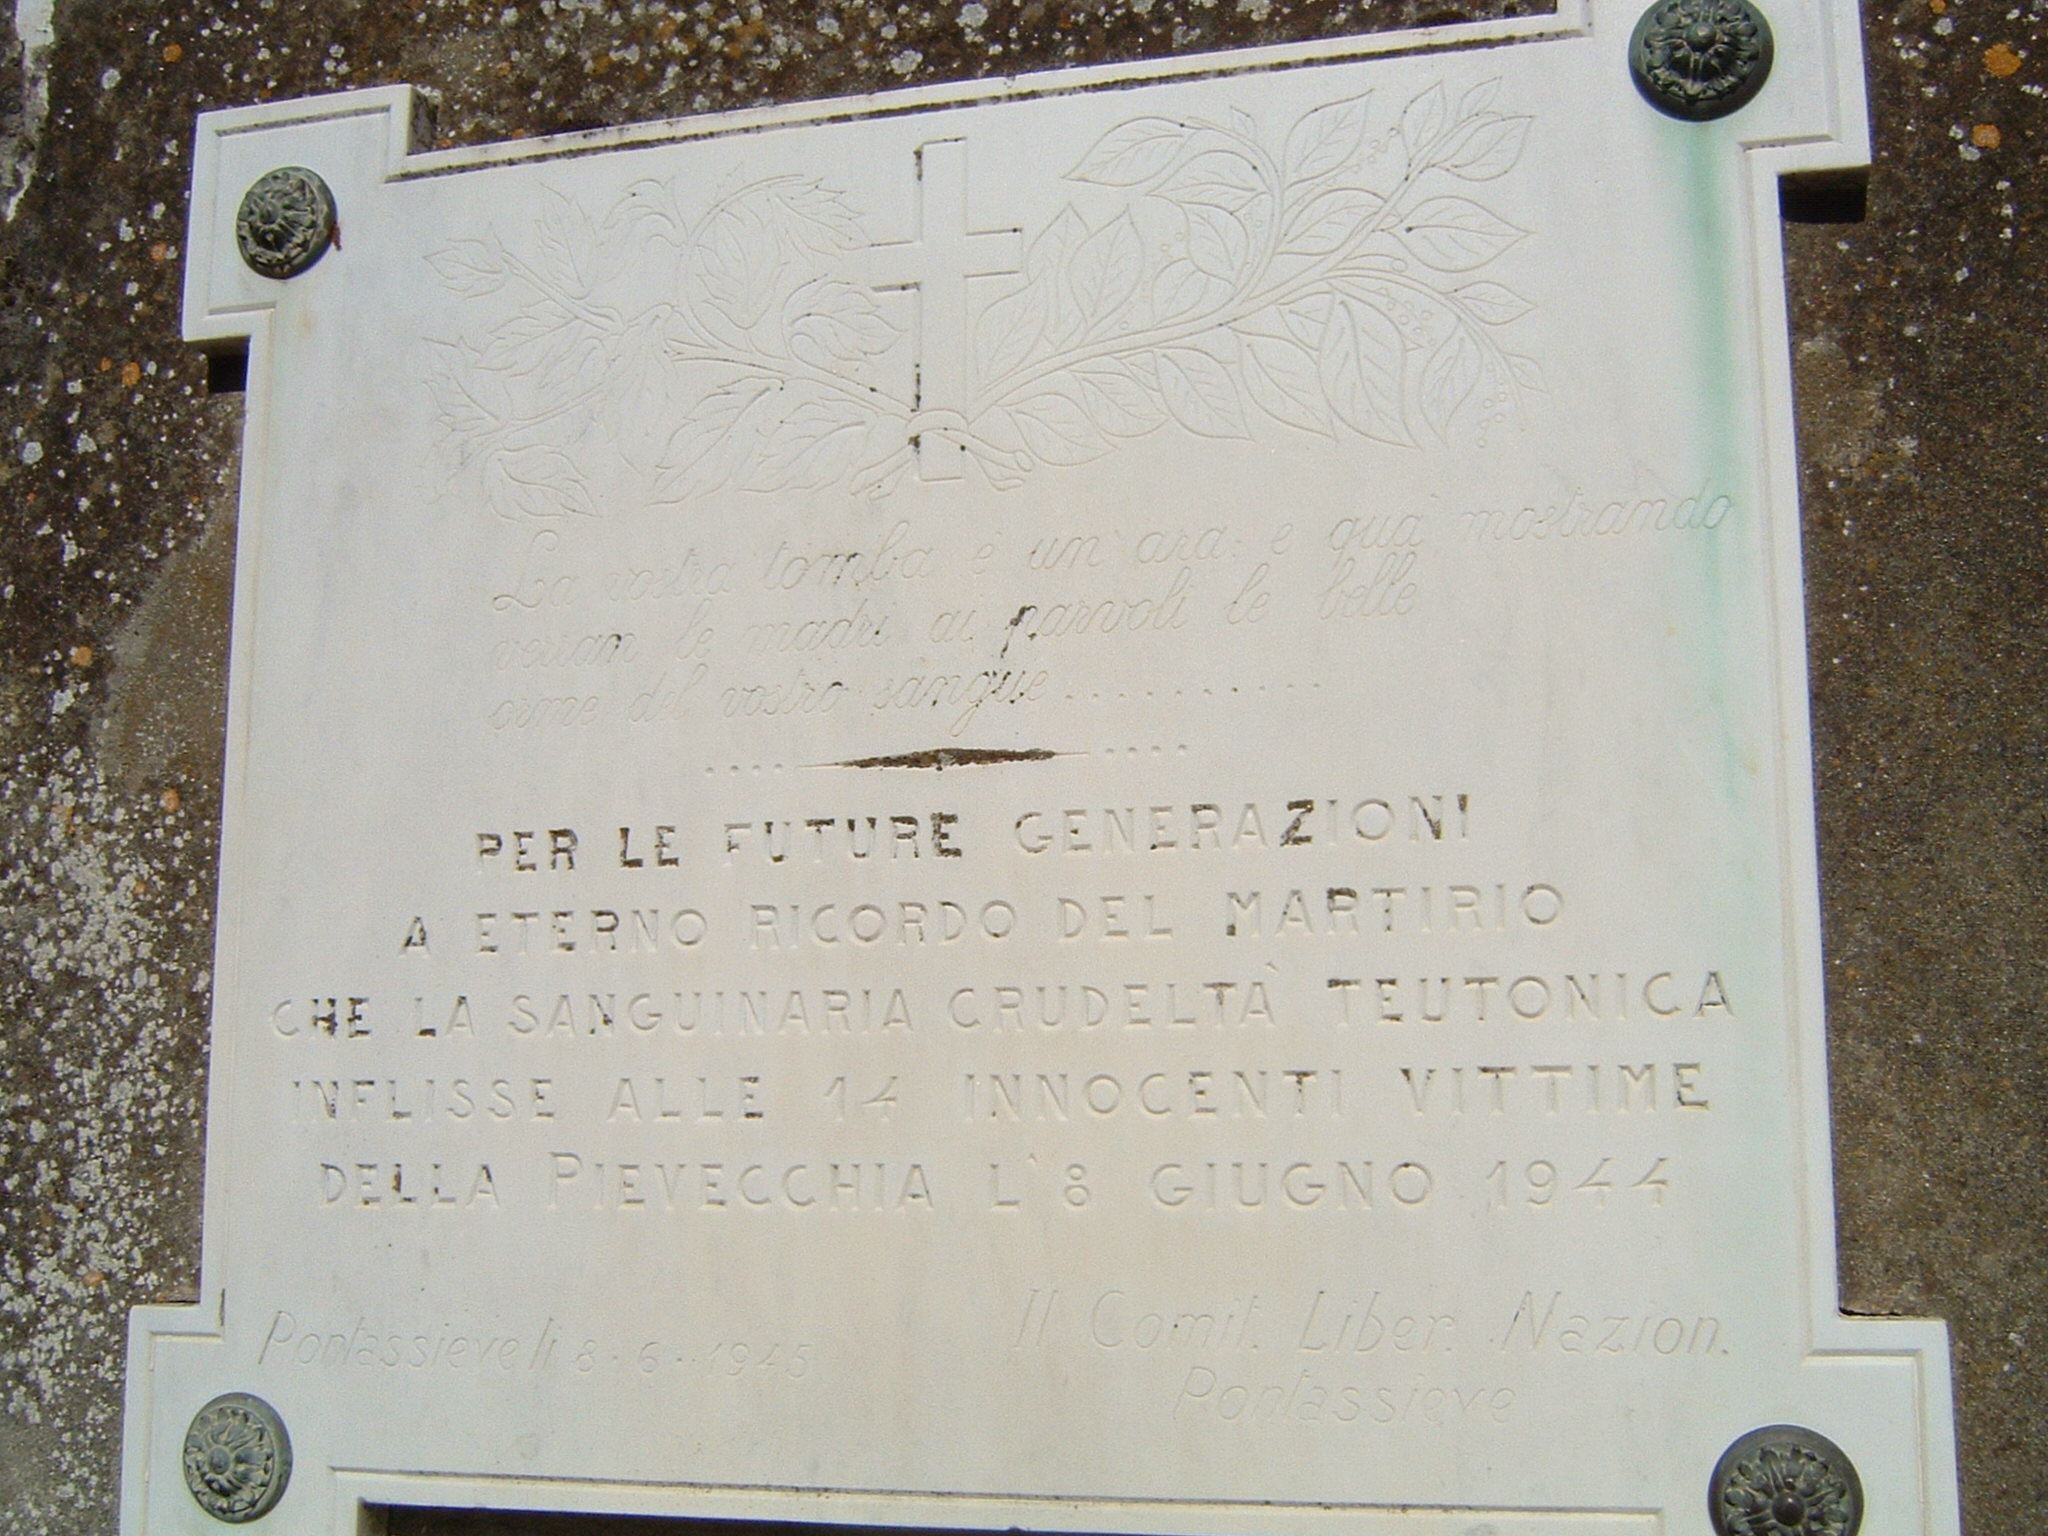 La vostra tomba è un'ara: e qua mostrando
verran le madri ai parvoli le belle
orme del vostro sangue............
PER LE FUTURE GENERAZIONI
A ETERNO RICORDO DEL MARTIRIO
CHE LA SANGUINARIA CRUDELTÀ TEUTONICA
INFLISSE ALLE 14 INNOCENTI VITTIME
DELLA PIEVECCHIA L'8 GIUGNO 1944
Pontassieve li 8-6-1945
Il Comit. Liber. Nazion.
Pontassieve